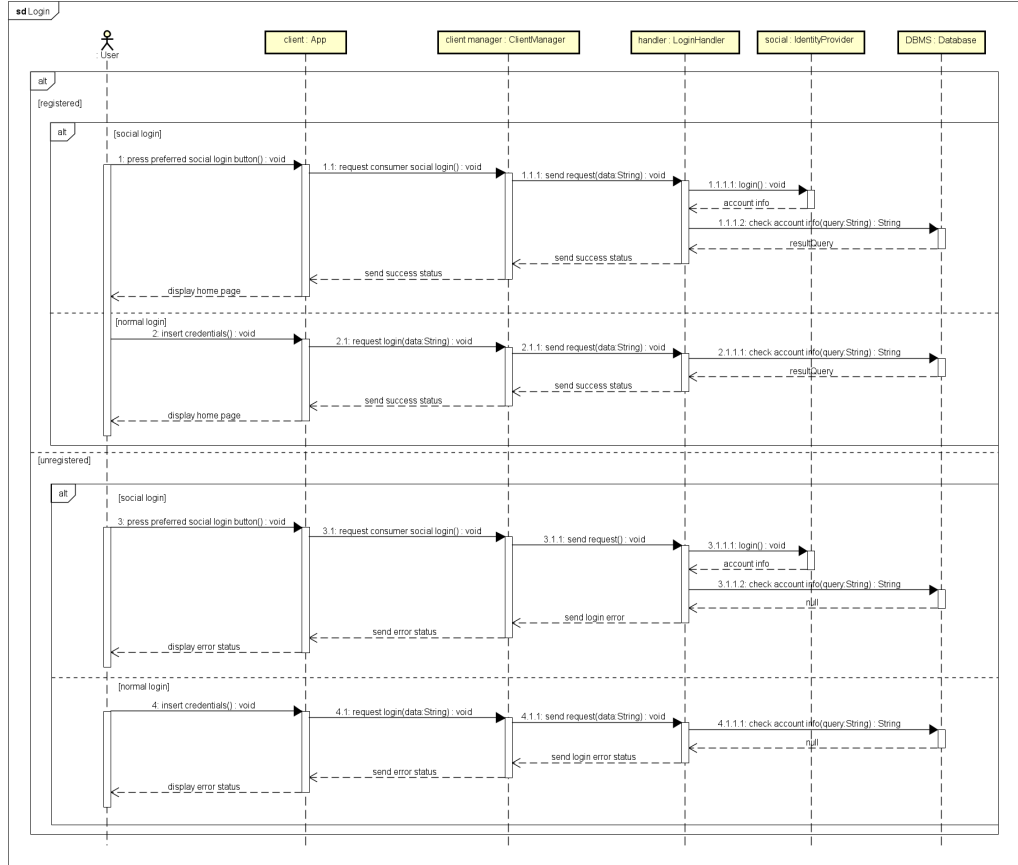 sd Login
: User
client : App
client manager : ClientManager
handler : LoginHandler
social : IdentityProvider
DBMS : Database
alt
[registered]
alt
[social login]
1: press preferred social login button() : void
1.1: request consumer social login() : void
1.1.1: send request(data:String) : void
1.1.1.1: login() : void
account info
1.1.1.2: check account info(query:String) : String
resultQuery
send success status
send success status
display home page
[normal login]
2: insert credentials() : void
2.1: request login(data:String) : void
2.1.1: send request(data:String) : void
2.1.1.1: check account info(query:String) : String
resultQuery
send success status
send success status
display home page
[unregistered]
alt
[social login]
3: press preferred social login button() : void
3.1: request consumer social login() : void
3.1.1: send request() : void
3.1.1.1: login() : void
account info
3.1.1.2: check account info(query:String) : String
null
send login error
send error status
display error status
[normal login]
4: insert credentials() : void
4.1: request login(data:String) : void
4.1.1: send request(data:String) : void
4.1.1.1: check account info(query:String) : String
null
send login error status
send error status
display error status